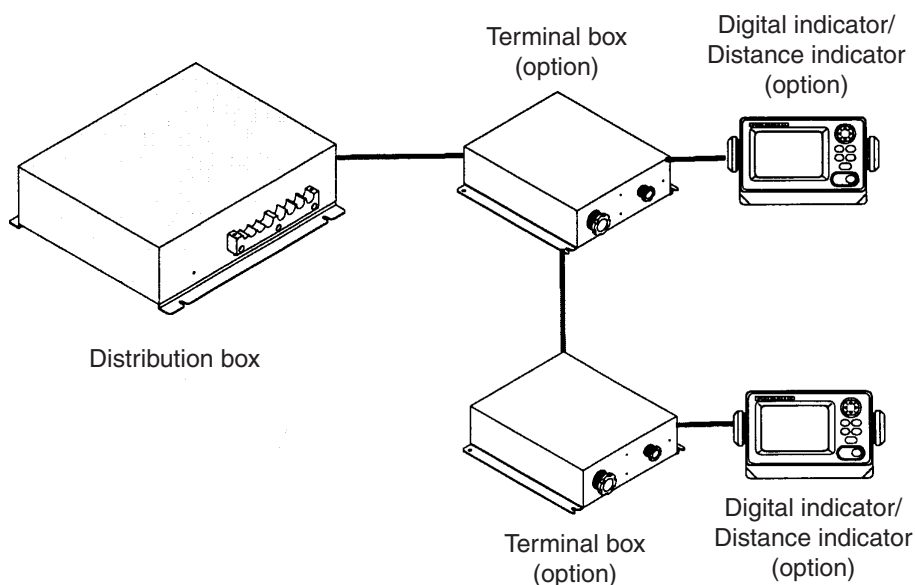 Terminal box
(option)
Digital indicator/
Distance indicator
(option)
Distribution box
Terminal box
(option)
Digital indicator/
Distance indicator
(option)